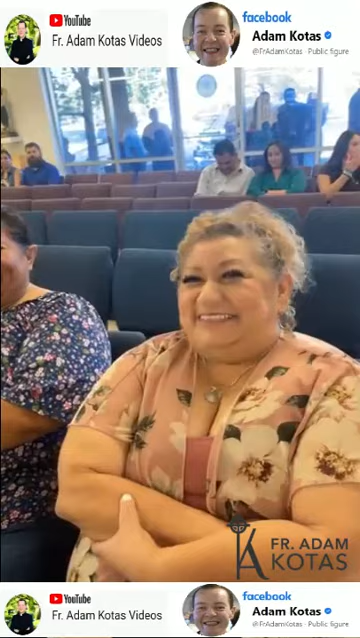 YouTube
Fr. Adam Kotas Videos
facebook
Adam Kotas
@FrAdamKotas · Public figure
FR. ADAM
KOTAS
YouTube
Fr. Adam Kotas Videos
facebook
Adam Kotas
@FrAdamKotas · Public figure